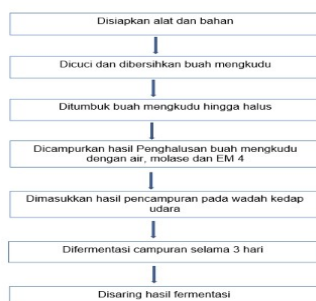 Disiapkan alat dan bahan
Dicuci dan dibersihkan buah mengkudu
Ditumbuk buah mengkudu hingga halus
Dicampurkan hasil Penghalusan buah mengkudu
dengan air, molase dan EM 4
Dimasukkan hasil pencampuran pada wadah kedap
udara
Difermentasi campuran selama 3 hari
Disaring hasil fermentasi